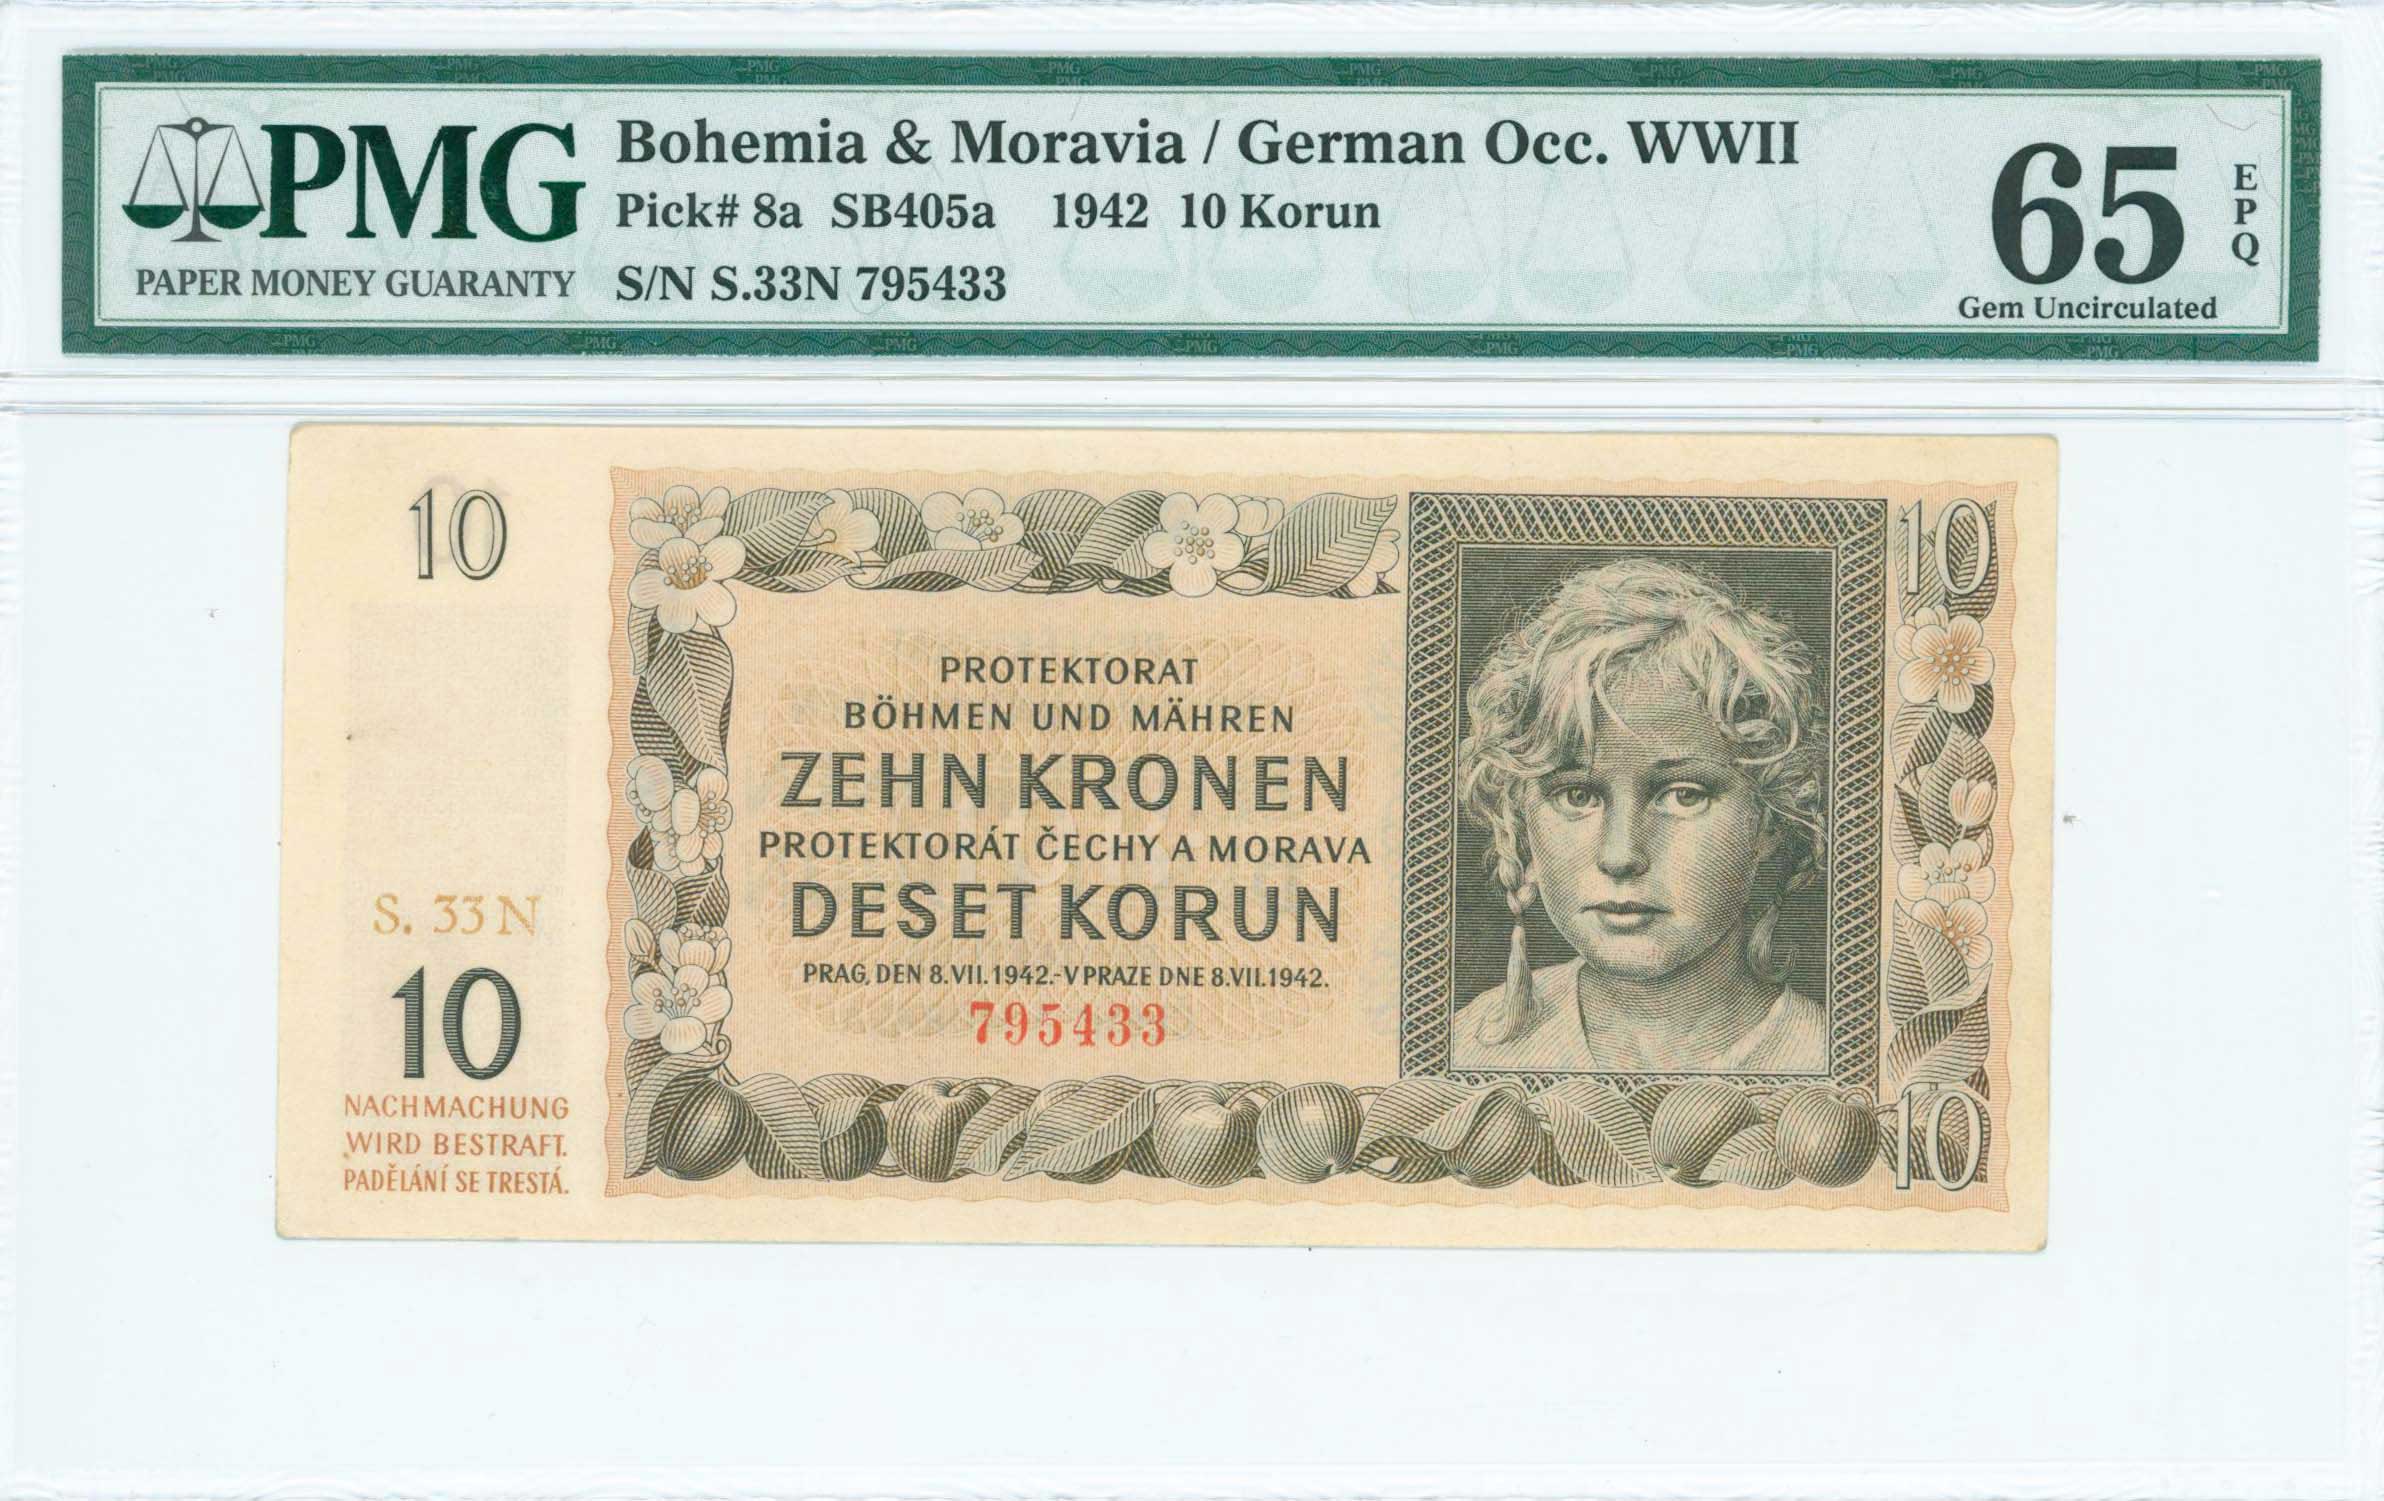 PMG
PAPER MONEY GUARANTY
Bohemia & Moravia / German Occ. WWII
Pick# 8a SB405a 1942 10 Korun
S/N S.33N 795433
65
EPQ
Gem Uncirculated
10
S. 33 N
10
NACHMACHUNG
WIRD BESTRAFT.
PADĚLÁNÍ SE TRESTÁ.
PROTEKTORAT
BÖHMEN UND MÄHREN
ZEHN KRONEN
PROTEKTORÁT ČECHY A MORAVA
DESET KORUN
PRAG, DEN 8.VII.1942.-V PRAZE DNE 8.VII.1942.
795433
10
10